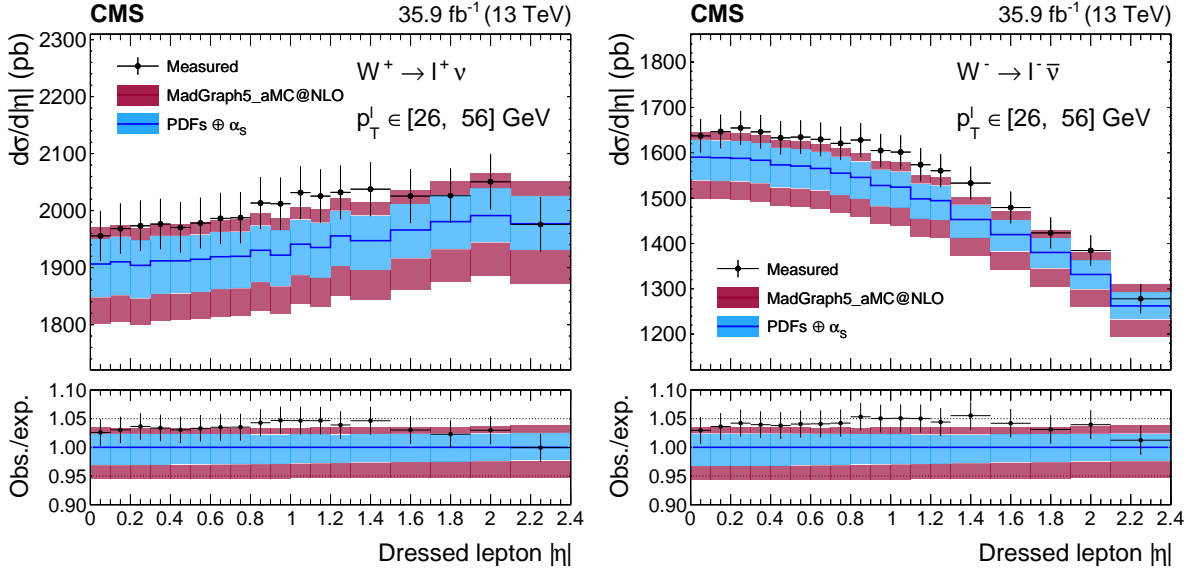 CMS 35.9 fb⁻¹ (13 TeV)
dσ/d|η| (pb)
2300
2200
2100
2000
1900
1800
Measured
MadGraph5_aMC@NLO
PDFs ⊕ αₛ
W⁺ → l⁺ ν
p_T^l ∈ [26, 56] GeV
Obs./exp.
1.10
1.05
1.00
0.95
0.90
0 0.2 0.4 0.6 0.8 1 1.2 1.4 1.6 1.8 2 2.2 2.4
Dressed lepton |η|
CMS 35.9 fb⁻¹ (13 TeV)
dσ/d|η| (pb)
1800
1700
1600
1500
1400
1300
1200
W⁻ → l⁻ ν̅
p_T^l ∈ [26, 56] GeV
Measured
MadGraph5_aMC@NLO
PDFs ⊕ αₛ
Obs./exp.
1.10
1.05
1.00
0.95
0.90
0 0.2 0.4 0.6 0.8 1 1.2 1.4 1.6 1.8 2 2.2 2.4
Dressed lepton |η|